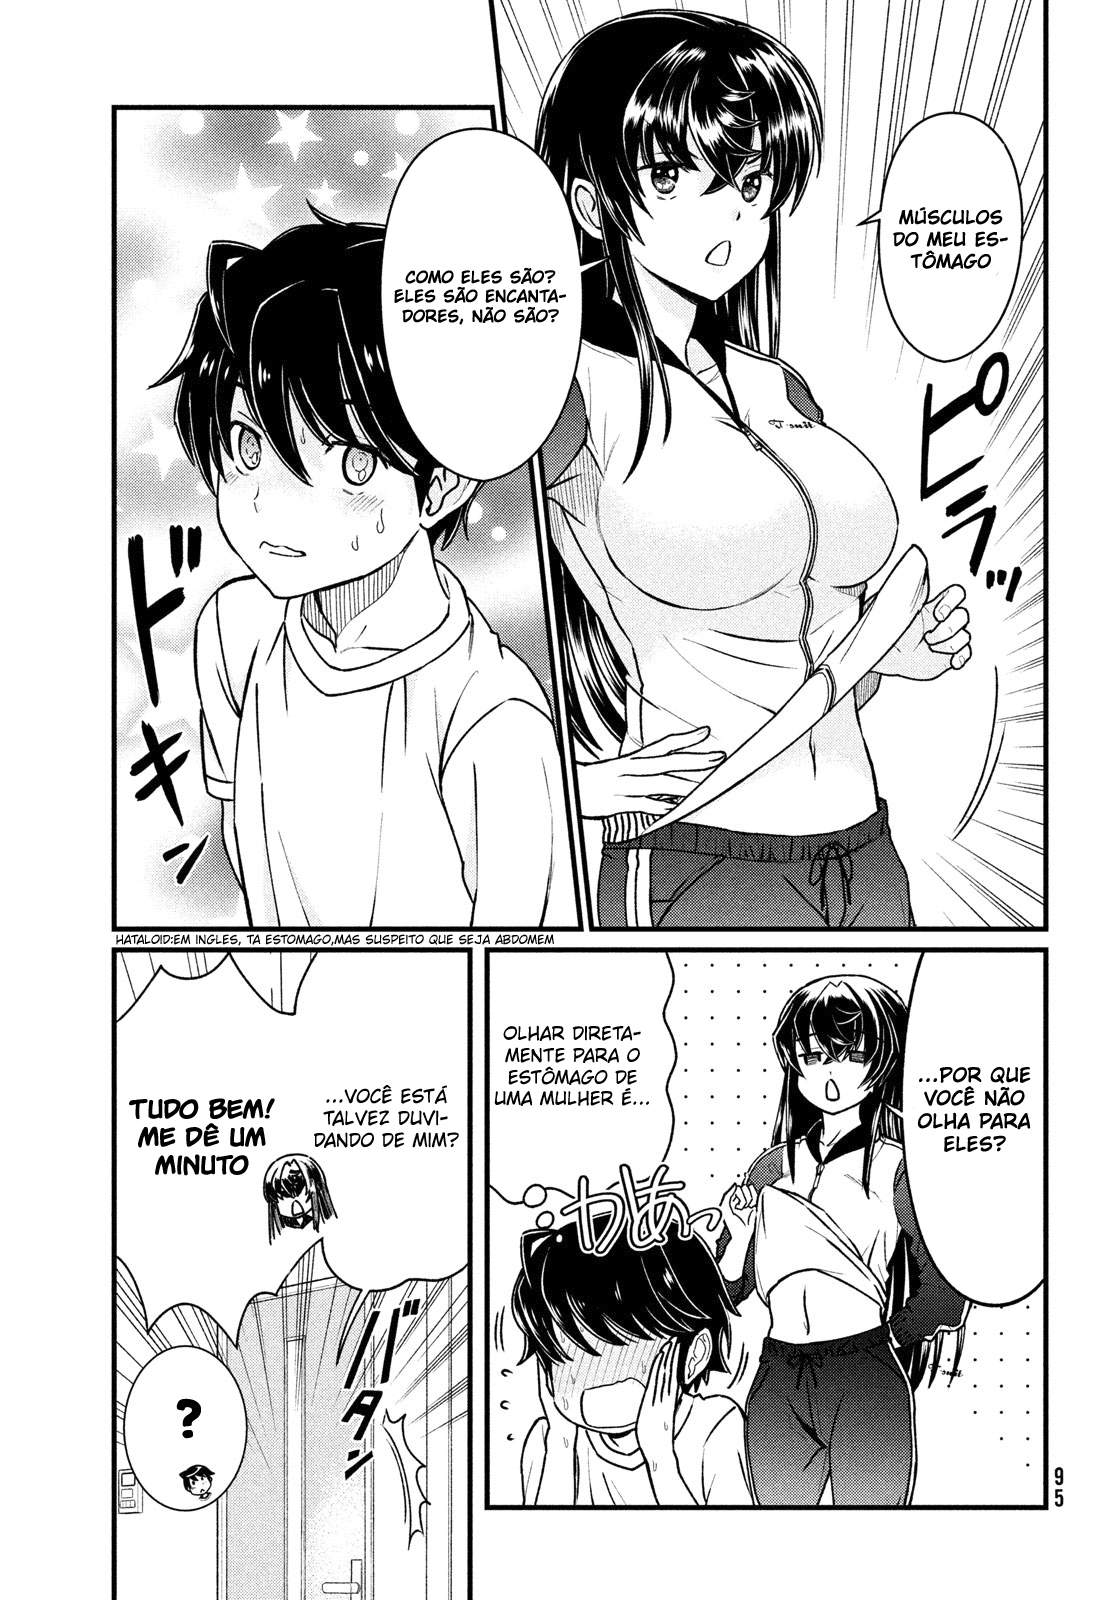 MÚSCULOS
DO MEU ES-
TÔMAGO
ピラッ
T-suit
COMO ELES SÃO?
ELES SÃO ENCANTA-
DORES, NÃO SÃO?
ドキン
HATALOID:EM INGLES, TA ESTOMAGO,MAS SUSPEITO QUE SEJA ABDOMEM
...POR QUE
VOCÊ NÃO
OLHA PARA
ELES?
T-suit
OLHAR DIRETA-
MENTE PARA O
ESTÔMAGO DE
UMA MULHER É...
わあっ
...VOCÊ ESTÁ
TALVEZ DUVI-
DANDO DE MIM?
TUDO BEM!
ME DÊ UM
MINUTO
バタン
?
95